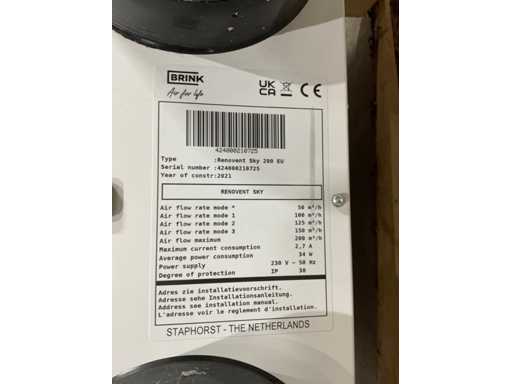 BRINK
Air for life
UK
CA
CE
424000210725
Type :Renovent Sky 200 EU
Serial number :424000210725
Year of constr:2021
RENOVENT SKY
Air flow rate mode * 50 m³/h
Air flow rate mode 1 100 m³/h
Air flow rate mode 2 125 m³/h
Air flow rate mode 3 150 m³/h
Air flow maximum 200 m³/h
Maximum current consumption 2,7 A
Average power consumption 34 W
Power supply 230 V ~ 50 Hz
Degree of protection IP 30
Adres zie installatievoorschrift.
Adresse sehe Installationsanleitung.
Address see installation manual.
L'adresse voir le reglement d'installation.
STAPHORST - THE NETHERLANDS